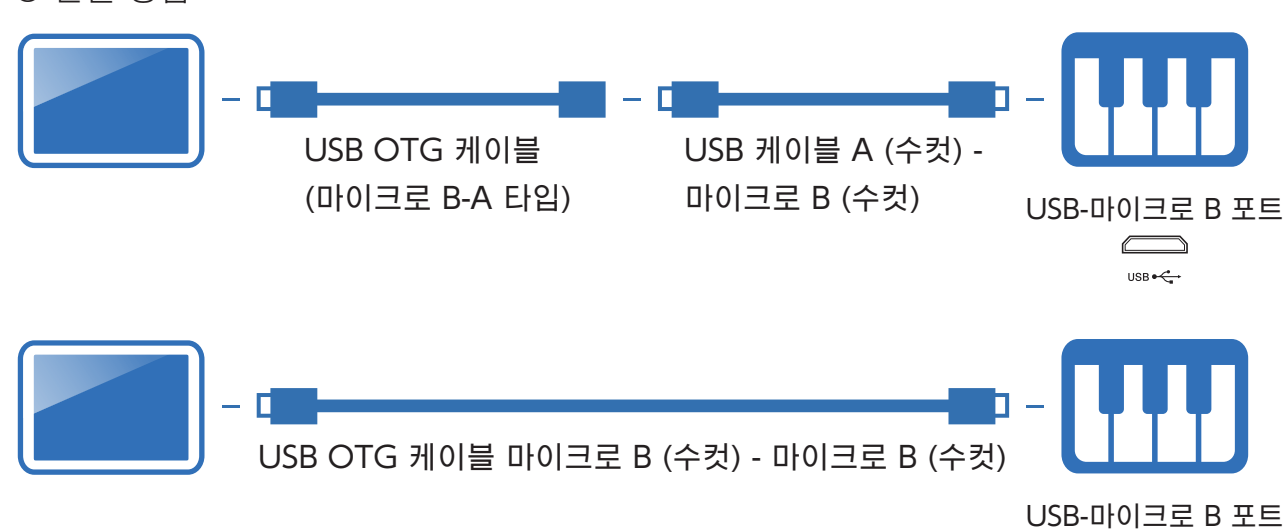 USB OTG 케이블
(마이크로 B-A 타입)
USB 케이블 A (수컷) -
마이크로 B (수컷)
USB-마이크로 B 포트
USB
USB OTG 케이블 마이크로 B (수컷) - 마이크로 B (수컷)
USB-마이크로 B 포트